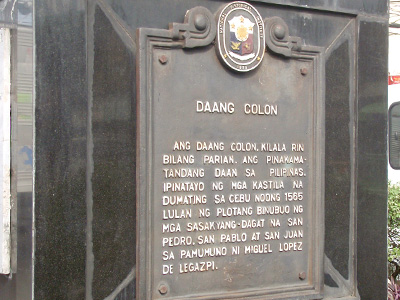 DAANG COLON
ANG DAANG COLON, KILALA RIN
BILANG PARIAN, ANG PINAKAMA-
TANDANG DAAN SA PILIPINAS.
IPINATAYO NG MGA KASTILA NA
DUMATING SA CEBU NOONG 1565
LULAN NG PLOTANG BINUBUO NG
MGA SASAKYANG-DAGAT NA SAN
PEDRO, SAN PABLO AT SAN JUAN
SA PAMUMUNO NI MIGUEL LOPEZ
DE LEGAZPI.